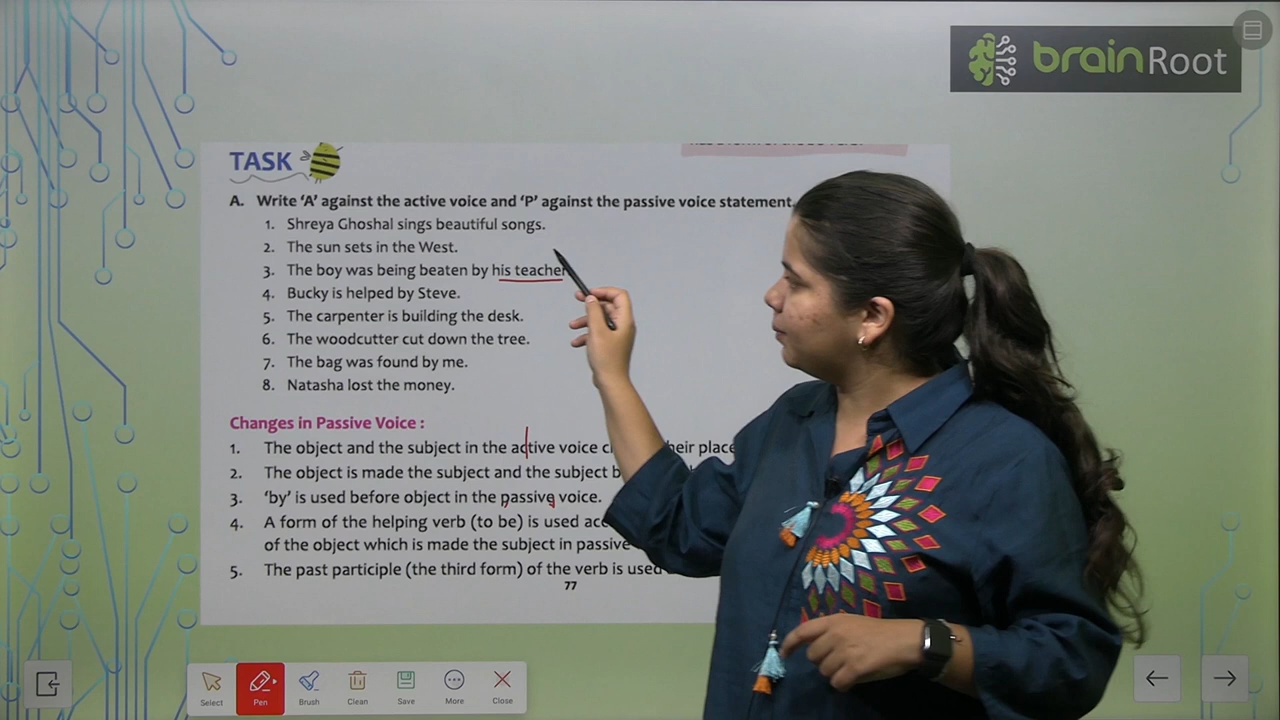 brainRoot
TASK
A. Write ‘A’ against the active voice and ‘P’ against the passive voice statement.
1. Shreya Ghoshal sings beautiful songs.
2. The sun sets in the West.
3. The boy was being beaten by his teacher
4. Bucky is helped by Steve.
5. The carpenter is building the desk.
6. The woodcutter cut down the tree.
7. The bag was found by me.
8. Natasha lost the money.
Changes in Passive Voice :
1. The object and the subject in the active voice their place
2. The object is made the subject and the subject
3. ‘by’ is used before object in the passive voice.
4. A form of the helping verb (to be) is used
of the object which is made the subject in passive
5. The past participle (the third form) of the verb is used
77
Select Pen Brush Clean Save More Close